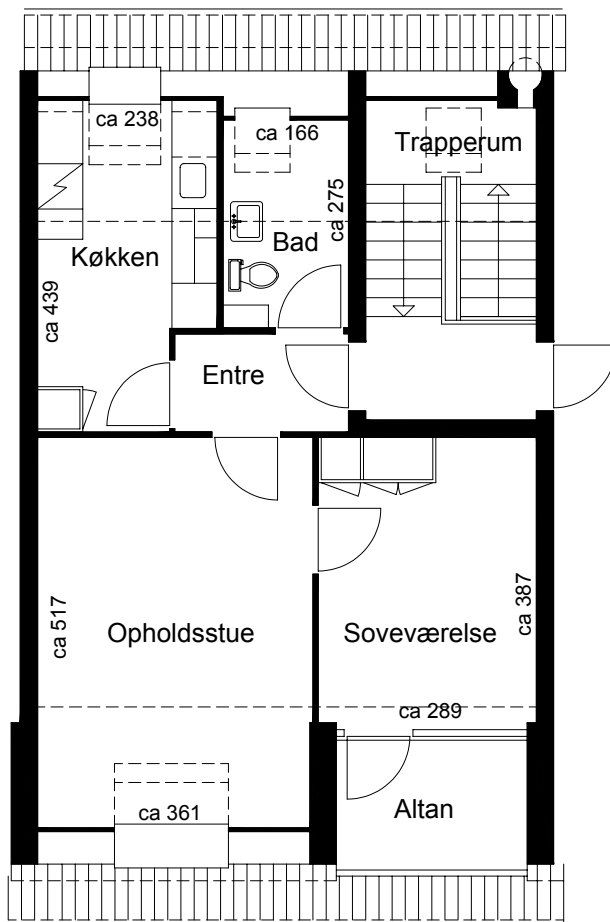 ca 238
ca 166
Trapperum
ca 275
Bad
Køkken
ca 439
Entre
ca 517
Opholdsstue
Soveværelse
ca 387
ca 289
ca 361
Altan